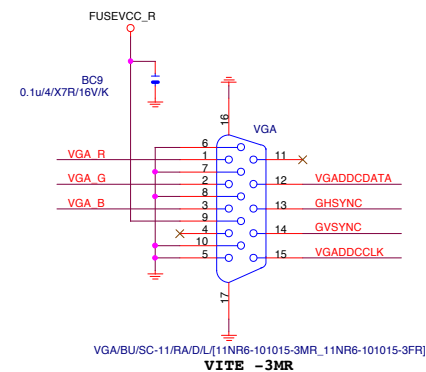 FUSEVCC_R
BC9
0.1u/4/X7R/16V/K
16
VGA
6
VGA_R 1 11
7
VGA_G 2 12 VGADDCDATA
8
VGA_B 3 13 GHSYNC
9
4 14 GVSYNC
10
5 15 VGADDCCLK
17
VGA/BU/SC-11/RA/D/L/[11NR6-101015-3MR_11NR6-101015-3FR]
VITE -3MR